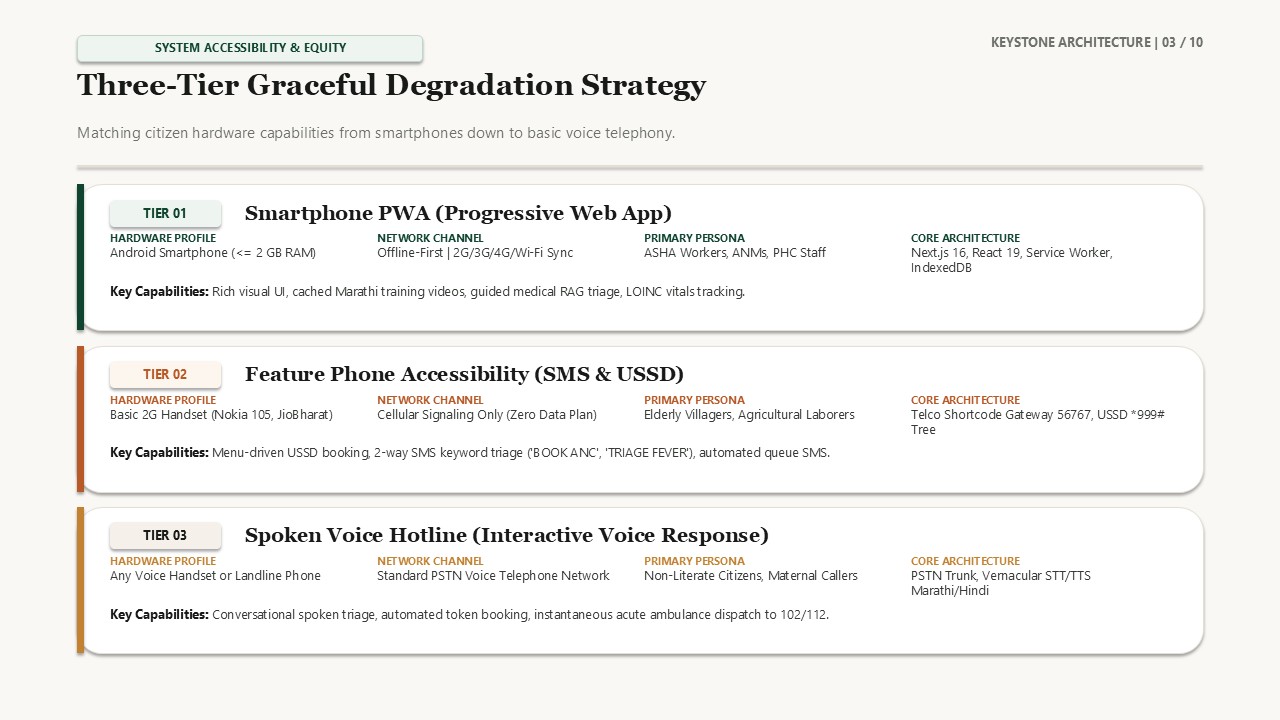 SYSTEM ACCESSIBILITY & EQUITY
KEYSTONE ARCHITECTURE | 03 / 10
Three-Tier Graceful Degradation Strategy
Matching citizen hardware capabilities from smartphones down to basic voice telephony.
TIER 01
Smartphone PWA (Progressive Web App)
HARDWARE PROFILE
Android Smartphone (<= 2 GB RAM)
NETWORK CHANNEL
Offline-First | 2G/3G/4G/Wi-Fi Sync
PRIMARY PERSONA
ASHA Workers, ANMs, PHC Staff
CORE ARCHITECTURE
Next.js 16, React 19, Service Worker,
IndexedDB
Key Capabilities: Rich visual UI, cached Marathi training videos, guided medical RAG triage, LOINC vitals tracking.
TIER 02
Feature Phone Accessibility (SMS & USSD)
HARDWARE PROFILE
Basic 2G Handset (Nokia 105, JioBharat)
NETWORK CHANNEL
Cellular Signaling Only (Zero Data Plan)
PRIMARY PERSONA
Elderly Villagers, Agricultural Laborers
CORE ARCHITECTURE
Telco Shortcode Gateway 56767, USSD *999#
Tree
Key Capabilities: Menu-driven USSD booking, 2-way SMS keyword triage ('BOOK ANC', 'TRIAGE FEVER'), automated queue SMS.
TIER 03
Spoken Voice Hotline (Interactive Voice Response)
HARDWARE PROFILE
Any Voice Handset or Landline Phone
NETWORK CHANNEL
Standard PSTN Voice Telephone Network
PRIMARY PERSONA
Non-Literate Citizens, Maternal Callers
CORE ARCHITECTURE
PSTN Trunk, Vernacular STT/TTS
Marathi/Hindi
Key Capabilities: Conversational spoken triage, automated token booking, instantaneous acute ambulance dispatch to 102/112.